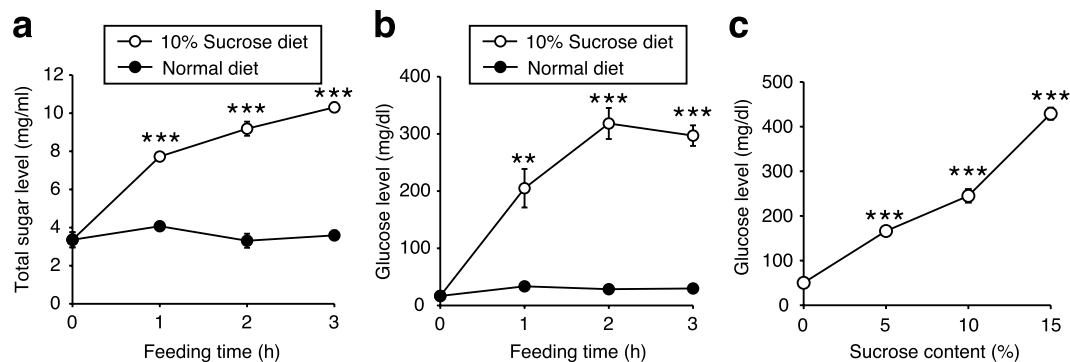 a
10% Sucrose diet
Normal diet
Total sugar level (mg/ml)
12
10
8
6
4
2
0
***
***
***
0 1 2 3
Feeding time (h)
b
10% Sucrose diet
Normal diet
Glucose level (mg/dl)
400
300
200
100
0
**
***
***
0 1 2 3
Feeding time (h)
c
Glucose level (mg/dl)
500
400
300
200
100
0
***
***
***
0 5 10 15
Sucrose content (%)